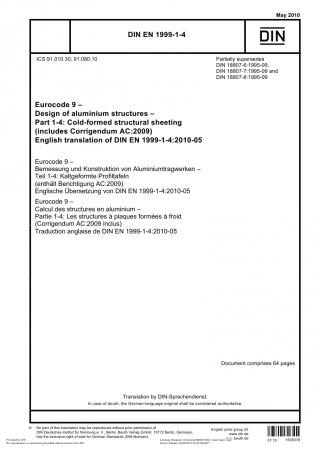 May 2010
DIN EN 1999-1-4
DIN
ICS 91.010.30; 91.080.10
Partially supersedes
DIN 18807-6:1995-09,
DIN 18807-7:1995-09 and
DIN 18807-8:1995-09
Eurocode 9 –
Design of aluminium structures –
Part 1-4: Cold-formed structural sheeting
(includes Corrigendum AC:2009)
English translation of DIN EN 1999-1-4:2010-05
Eurocode 9 –
Bemessung und Konstruktion von Aluminiumtragwerken –
Teil 1-4: Kaltgeformte Profiltafeln
(enthält Berichtigung AC:2009)
Englische Übersetzung von DIN EN 1999-1-4:2010-05
Eurocode 9 –
Calcul des structures en aluminium –
Partie 1-4: Les structures à plaques formées à froid
(Corrigendum AC:2009 inclus)
Traduction anglaise de DIN EN 1999-1-4:2010-05
Document comprises 64 pages
Translation by DIN-Sprachendienst.
In case of doubt, the German-language original shall be considered authoritative.
© No part of this translation may be reproduced without prior permission of
DIN Deutsches Institut für Normung e. V., Berlin. Beuth Verlag GmbH, 10772 Berlin, Germany,
has the exclusive right of sale for German Standards (DIN-Normen).
English price group 23
www.din.de
www.beuth.de